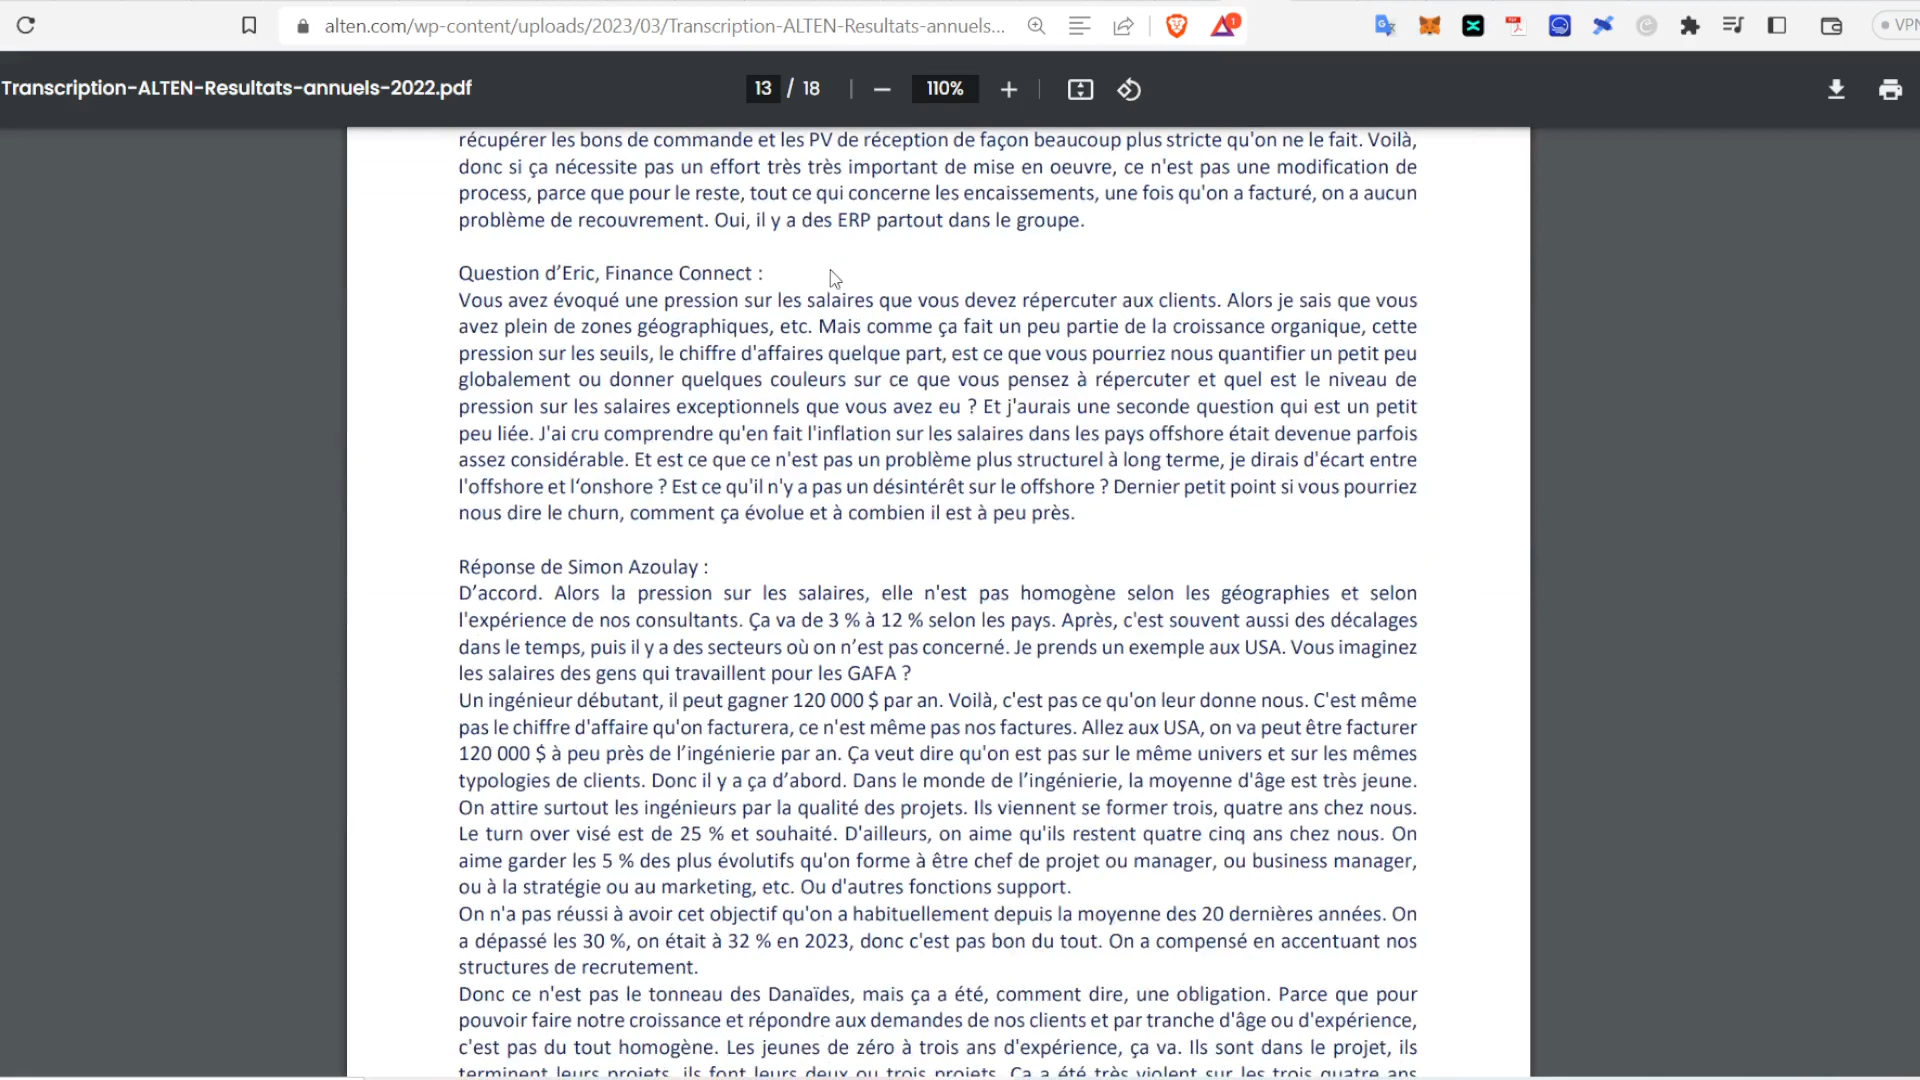 alten.com/wp-content/uploads/2023/03/Transcription-ALTEN-Resultats-annuels...
1
VPN
Transcription-ALTEN-Resultats-annuels-2022.pdf
13 / 18
110%
récupérer les bons de commande et les PV de réception de façon beaucoup plus stricte qu'on ne le fait. Voilà,
donc si ça nécessite pas un effort très très important de mise en oeuvre, ce n'est pas une modification de
process, parce que pour le reste, tout ce qui concerne les encaissements, une fois qu'on a facturé, on a aucun
problème de recouvrement. Oui, il y a des ERP partout dans le groupe.
Question d’Eric, Finance Connect :
Vous avez évoqué une pression sur les salaires que vous devez répercuter aux clients. Alors je sais que vous
avez plein de zones géographiques, etc. Mais comme ça fait un peu partie de la croissance organique, cette
pression sur les seuils, le chiffre d'affaires quelque part, est ce que vous pourriez nous quantifier un petit peu
globalement ou donner quelques couleurs sur ce que vous pensez à répercuter et quel est le niveau de
pression sur les salaires exceptionnels que vous avez eu ? Et j'aurais une seconde question qui est un petit
peu liée. J'ai cru comprendre qu'en fait l'inflation sur les salaires dans les pays offshore était devenue parfois
assez considérable. Et est ce que ce n'est pas un problème plus structurel à long terme, je dirais d'écart entre
l'offshore et l‘onshore ? Est ce qu'il n'y a pas un désintérêt sur le offshore ? Dernier petit point si vous pourriez
nous dire le churn, comment ça évolue et à combien il est à peu près.
Réponse de Simon Azoulay :
D’accord. Alors la pression sur les salaires, elle n'est pas homogène selon les géographies et selon
l'expérience de nos consultants. Ça va de 3 % à 12 % selon les pays. Après, c'est souvent aussi des décalages
dans le temps, puis il y a des secteurs où on n’est pas concerné. Je prends un exemple aux USA. Vous imaginez
les salaires des gens qui travaillent pour les GAFA ?
Un ingénieur débutant, il peut gagner 120 000 $ par an. Voilà, c'est pas ce qu'on leur donne nous. C'est même
pas le chiffre d'affaire qu'on facturera, ce n'est même pas nos factures. Allez aux USA, on va peut être facturer
120 000 $ à peu près de l’ingénierie par an. Ça veut dire qu'on est pas sur le même univers et sur les mêmes
typologies de clients. Donc il y a ça d’abord. Dans le monde de l’ingénierie, la moyenne d'âge est très jeune.
On attire surtout les ingénieurs par la qualité des projets. Ils viennent se former trois, quatre ans chez nous.
Le turn over visé est de 25 % et souhaité. D'ailleurs, on aime qu'ils restent quatre cinq ans chez nous. On
aime garder les 5 % des plus évolutifs qu'on forme à être chef de projet ou manager, ou business manager,
ou à la stratégie ou au marketing, etc. Ou d'autres fonctions support.
On n'a pas réussi à avoir cet objectif qu'on a habituellement depuis la moyenne des 20 dernières années. On
a dépassé les 30 %, on était à 32 % en 2023, donc c'est pas bon du tout. On a compensé en accentuant nos
structures de recrutement.
Donc ce n'est pas le tonneau des Danaïdes, mais ça a été, comment dire, une obligation. Parce que pour
pouvoir faire notre croissance et répondre aux demandes de nos clients et par tranche d'âge ou d'expérience,
c'est pas du tout homogène. Les jeunes de zéro à trois ans d'expérience, ça va. Ils sont dans le projet, ils
terminent leurs projets, ils font leurs deux ou trois projets. Ça a été très violent sur les trois quatre ans